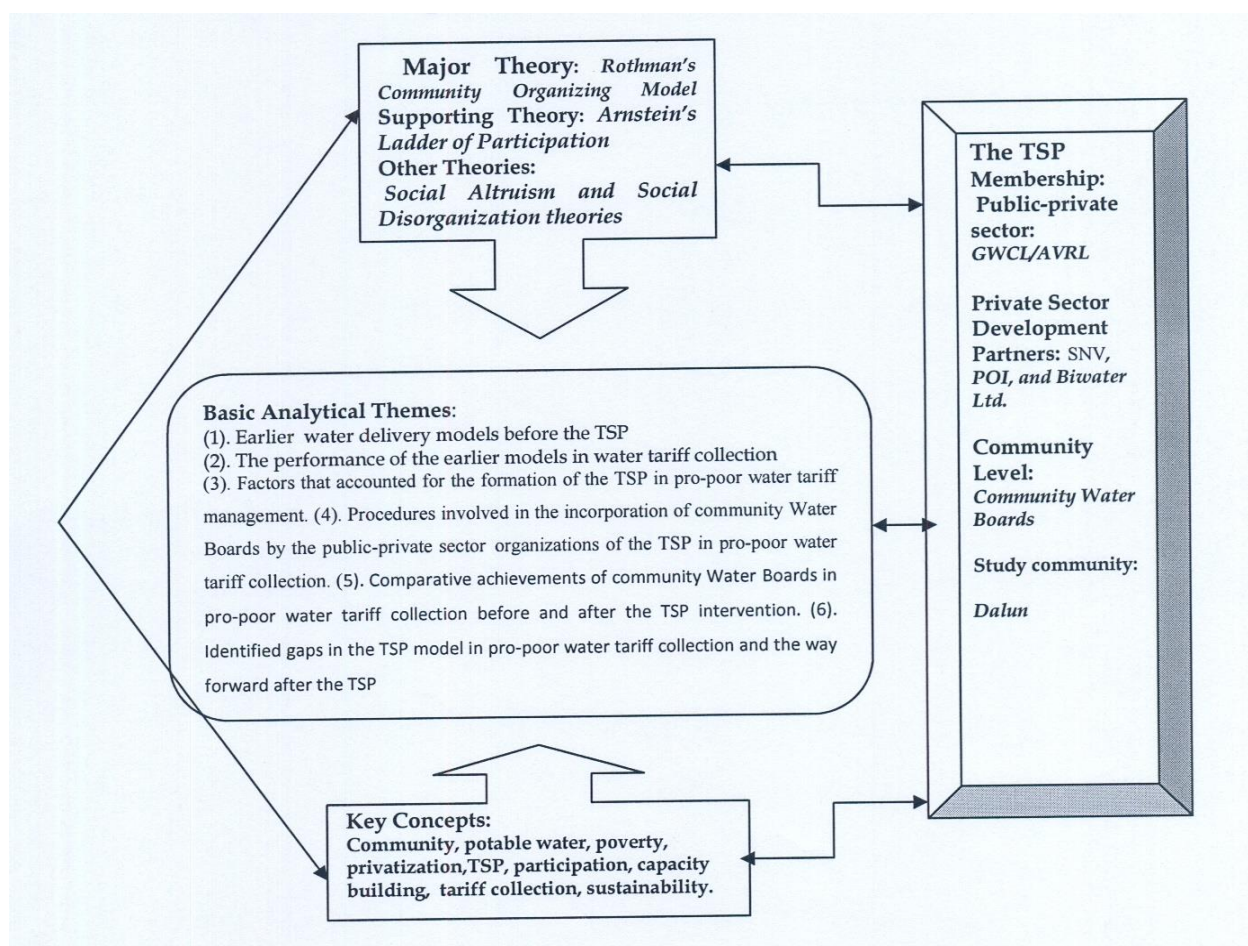 Major Theory: Rothman's
Community Organizing Model
Supporting Theory: Arnstein's
Ladder of Participation
Other Theories:
Social Altruism and Social
Disorganization theories
Basic Analytical Themes:
(1). Earlier water delivery models before the TSP
(2). The performance of the earlier models in water tariff collection
(3). Factors that accounted for the formation of the TSP in pro-poor water tariff
management. (4). Procedures involved in the incorporation of community Water
Boards by the public-private sector organizations of the TSP in pro-poor water
tariff collection. (5). Comparative achievements of community Water Boards in
pro-poor water tariff collection before and after the TSP intervention. (6).
Identified gaps in the TSP model in pro-poor water tariff collection and the way
forward after the TSP
Key Concepts:
Community, potable water, poverty,
privatization,TSP, participation, capacity
building, tariff collection, sustainability.
The TSP
Membership:
Public-private
sector:
GWCL/AVRL
Private Sector
Development
Partners: SNV,
POI, and Biwater
Ltd.
Community
Level:
Community Water
Boards
Study community:
Dalun